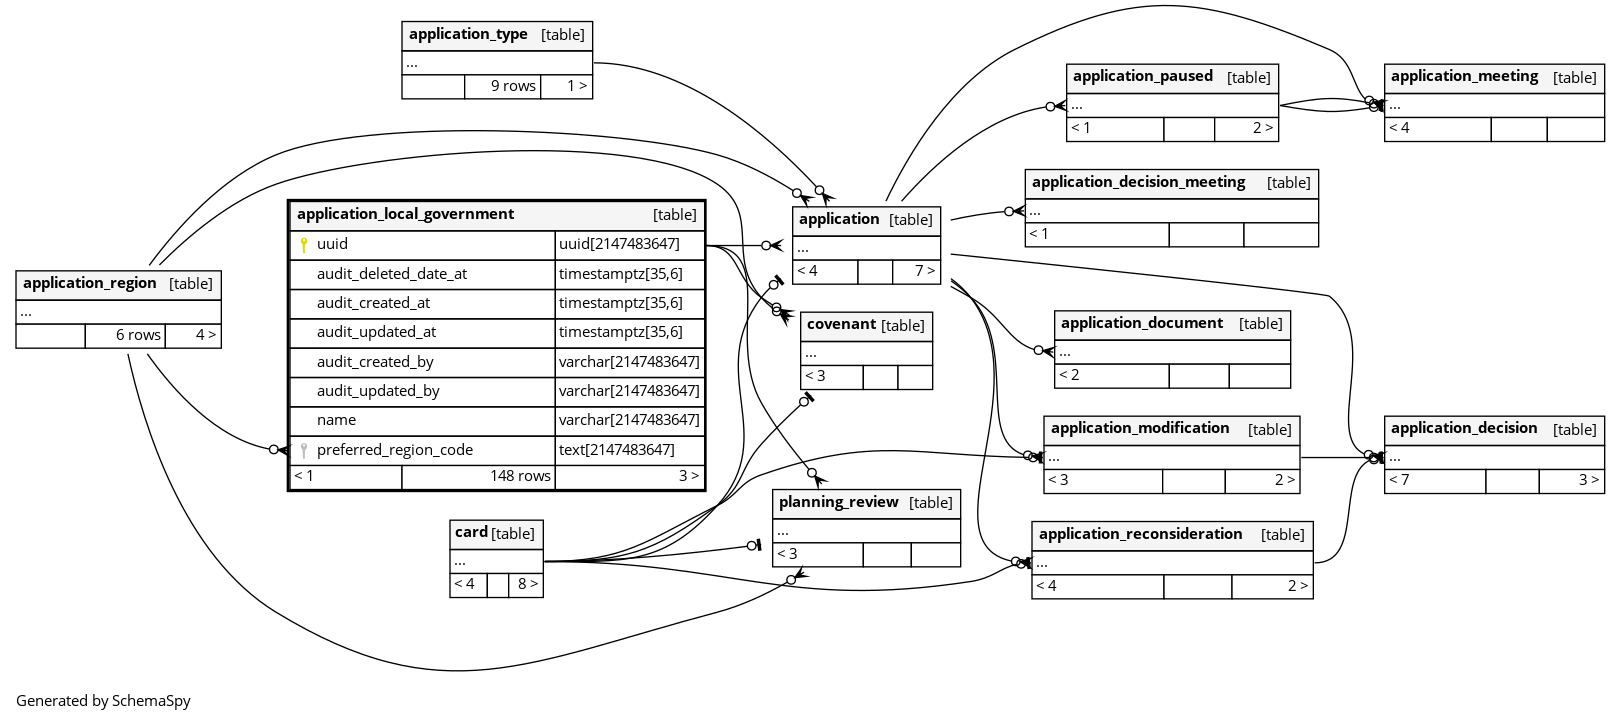 application_type [table]
...
9 rows 1 >
application_paused [table]
...
< 1 2 >
application_meeting [table]
...
< 4
application_decision_meeting [table]
...
< 1
application_local_government [table]
uuid uuid[2147483647]
audit_deleted_date_at timestamptz[35,6]
audit_created_at timestamptz[35,6]
audit_updated_at timestamptz[35,6]
audit_created_by varchar[2147483647]
audit_updated_by varchar[2147483647]
name varchar[2147483647]
preferred_region_code text[2147483647]
< 1 148 rows 3 >
application [table]
...
< 4 7 >
application_region [table]
...
6 rows 4 >
covenant [table]
...
< 3
application_document [table]
...
< 2
application_modification [table]
...
< 3 2 >
application_decision [table]
...
< 7 3 >
planning_review [table]
...
< 3
card [table]
...
< 4 8 >
application_reconsideration [table]
...
< 4 2 >
Generated by SchemaSpy